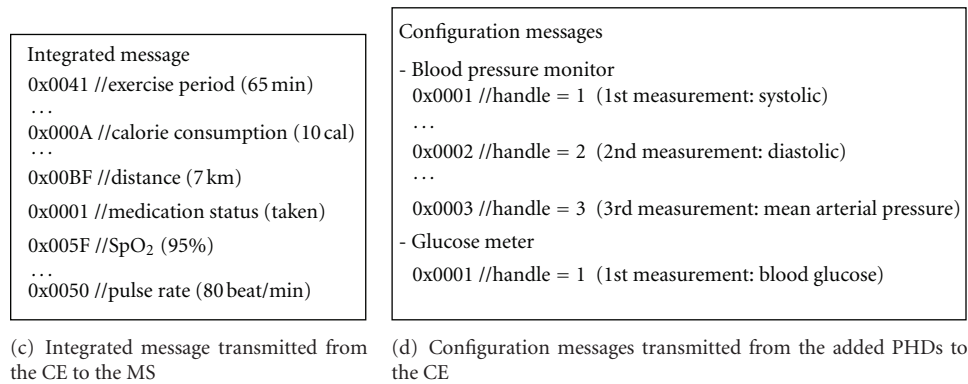 Integrated message
0x0041 //exercise period (65 min)
...
0x000A //calorie consumption (10 cal)
...
0x00BF //distance (7 km)
0x0001 //medication status (taken)
0x005F //SpO₂ (95%)
...
0x0050 //pulse rate (80 beat/min)
(c) Integrated message transmitted from
the CE to the MS
Configuration messages
- Blood pressure monitor
0x0001 //handle = 1 (1st measurement: systolic)
...
0x0002 //handle = 2 (2nd measurement: diastolic)
...
0x0003 //handle = 3 (3rd measurement: mean arterial pressure)
- Glucose meter
0x0001 //handle = 1 (1st measurement: blood glucose)
(d) Configuration messages transmitted from the added PHDs to
the CE